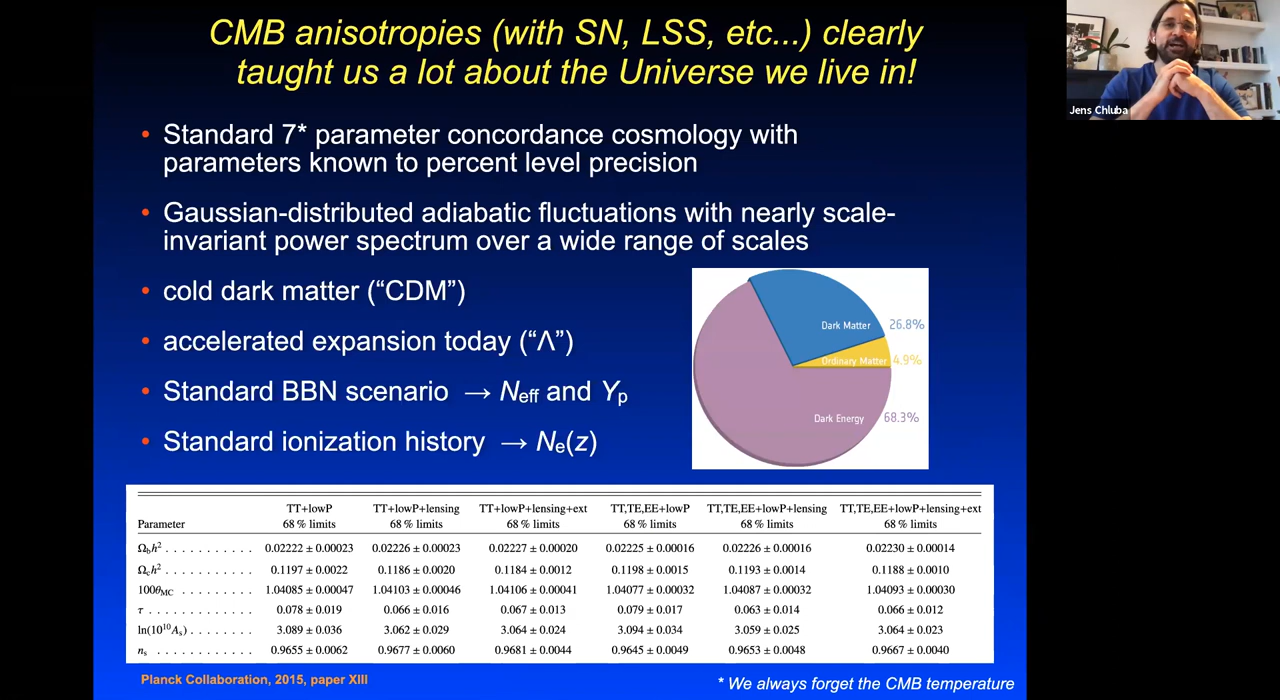 CMB anisotropies (with SN, LSS, etc...) clearly
taught us a lot about the Universe we live in!
Jens Chluba
• Standard 7* parameter concordance cosmology with
parameters known to percent level precision
• Gaussian-distributed adiabatic fluctuations with nearly scale-
invariant power spectrum over a wide range of scales
• cold dark matter (“CDM”)
• accelerated expansion today (“Λ”)
• Standard BBN scenario → Neff and Yp
• Standard ionization history → Ne(z)
Dark Matter 26.8%
Ordinary Matter 4.9%
Dark Energy 68.3%
TT+lowP TT+lowP+lensing TT+lowP+lensing+ext TT,TE,EE+lowP TT,TE,EE+lowP+lensing TT,TE,EE+lowP+lensing+ext
Parameter 68 % limits 68 % limits 68 % limits 68 % limits 68 % limits 68 % limits
Ωbh² . . . . . . . . . . . 0.02222 ± 0.00023 0.02226 ± 0.00023 0.02227 ± 0.00020 0.02225 ± 0.00016 0.02226 ± 0.00016 0.02230 ± 0.00014
Ωch² . . . . . . . . . . . 0.1197 ± 0.0022 0.1186 ± 0.0020 0.1184 ± 0.0012 0.1198 ± 0.0015 0.1193 ± 0.0014 0.1188 ± 0.0010
100θMC . . . . . . . . . 1.04085 ± 0.00047 1.04103 ± 0.00046 1.04106 ± 0.00041 1.04077 ± 0.00032 1.04087 ± 0.00032 1.04093 ± 0.00030
τ . . . . . . . . . . . . . 0.078 ± 0.019 0.066 ± 0.016 0.067 ± 0.013 0.079 ± 0.017 0.063 ± 0.014 0.066 ± 0.012
ln(10¹⁰As) . . . . . . . . 3.089 ± 0.036 3.062 ± 0.029 3.064 ± 0.024 3.094 ± 0.034 3.059 ± 0.025 3.064 ± 0.023
ns . . . . . . . . . . . . 0.9655 ± 0.0062 0.9677 ± 0.0060 0.9681 ± 0.0044 0.9645 ± 0.0049 0.9653 ± 0.0048 0.9667 ± 0.0040
Planck Collaboration, 2015, paper XIII
* We always forget the CMB temperature